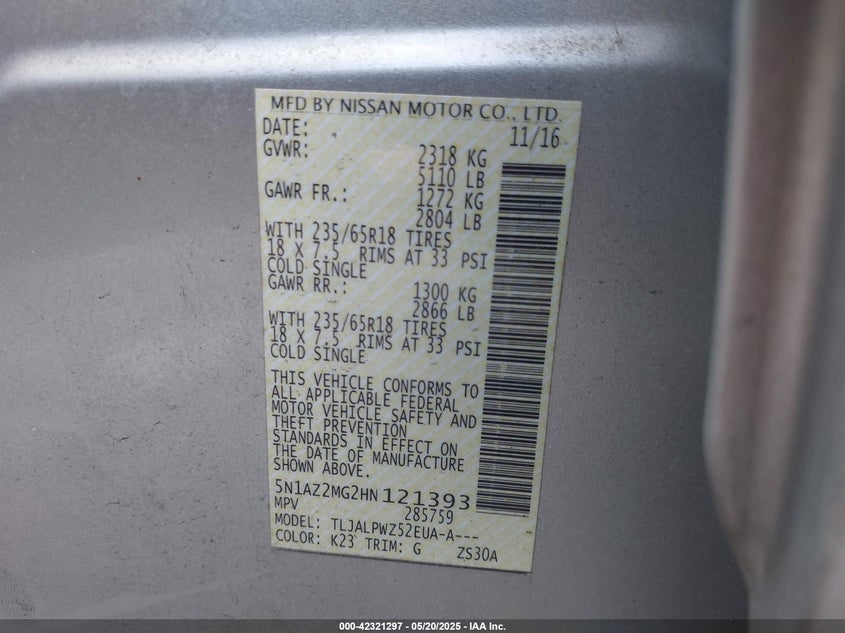 MFD BY NISSAN MOTOR CO., LTD.
DATE: 11/16
GVWR: 2318 KG
5110 LB
GAWR FR.: 1272 KG
2804 LB
WITH 235/65R18 TIRES
18 X 7.5 RIMS AT 33 PSI
COLD SINGLE
GAWR RR.: 1300 KG
2866 LB
WITH 235/65R18 TIRES
18 X 7.5 RIMS AT 33 PSI
COLD SINGLE
THIS VEHICLE CONFORMS TO
ALL APPLICABLE FEDERAL
MOTOR VEHICLE SAFETY AND
THEFT PREVENTION
STANDARDS IN EFFECT ON
THE DATE OF MANUFACTURE
SHOWN ABOVE.
5N1AZ2MG2HN121393
MPV 285759
MODEL: TLJALPWZ52EUA-A---
COLOR: K23 TRIM: G ZS30A
000-42321297 - 05/20/2025 - IAA Inc.